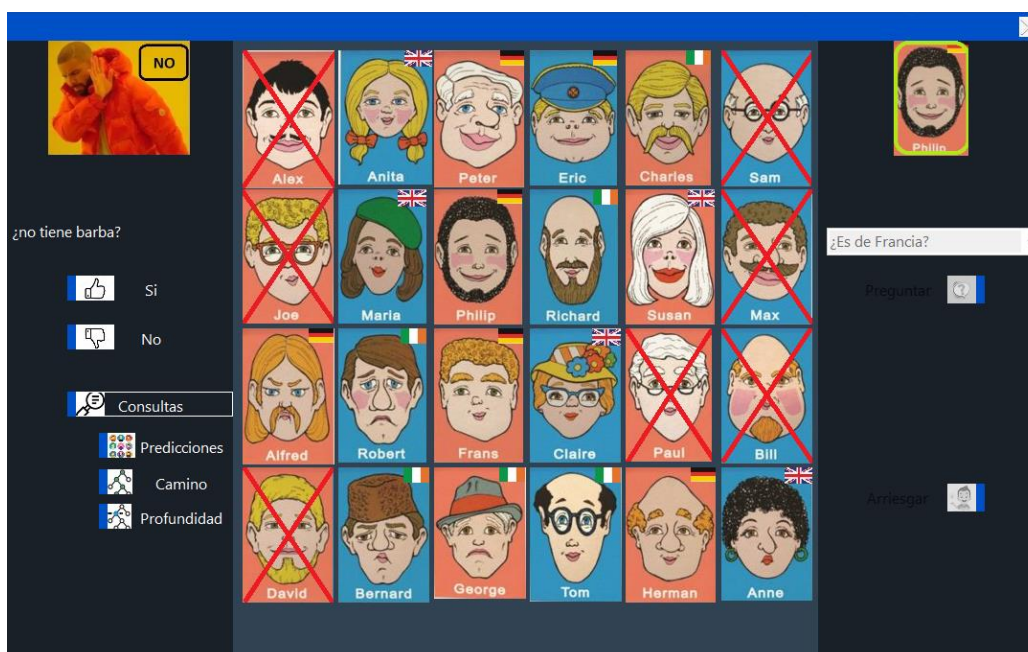 NO
Alex Anita Peter Eric Charles Sam
¿no tiene barba?
¿Es de Francia?
Si
Preguntar
Joe Maria Philip Richard Susan Max
No
Consultas
Predicciones
Alfred Robert Frans Claire Paul Bill
Camino
Arriesgar
Profundidad
David Bernard George Tom Herman Anne
Philip